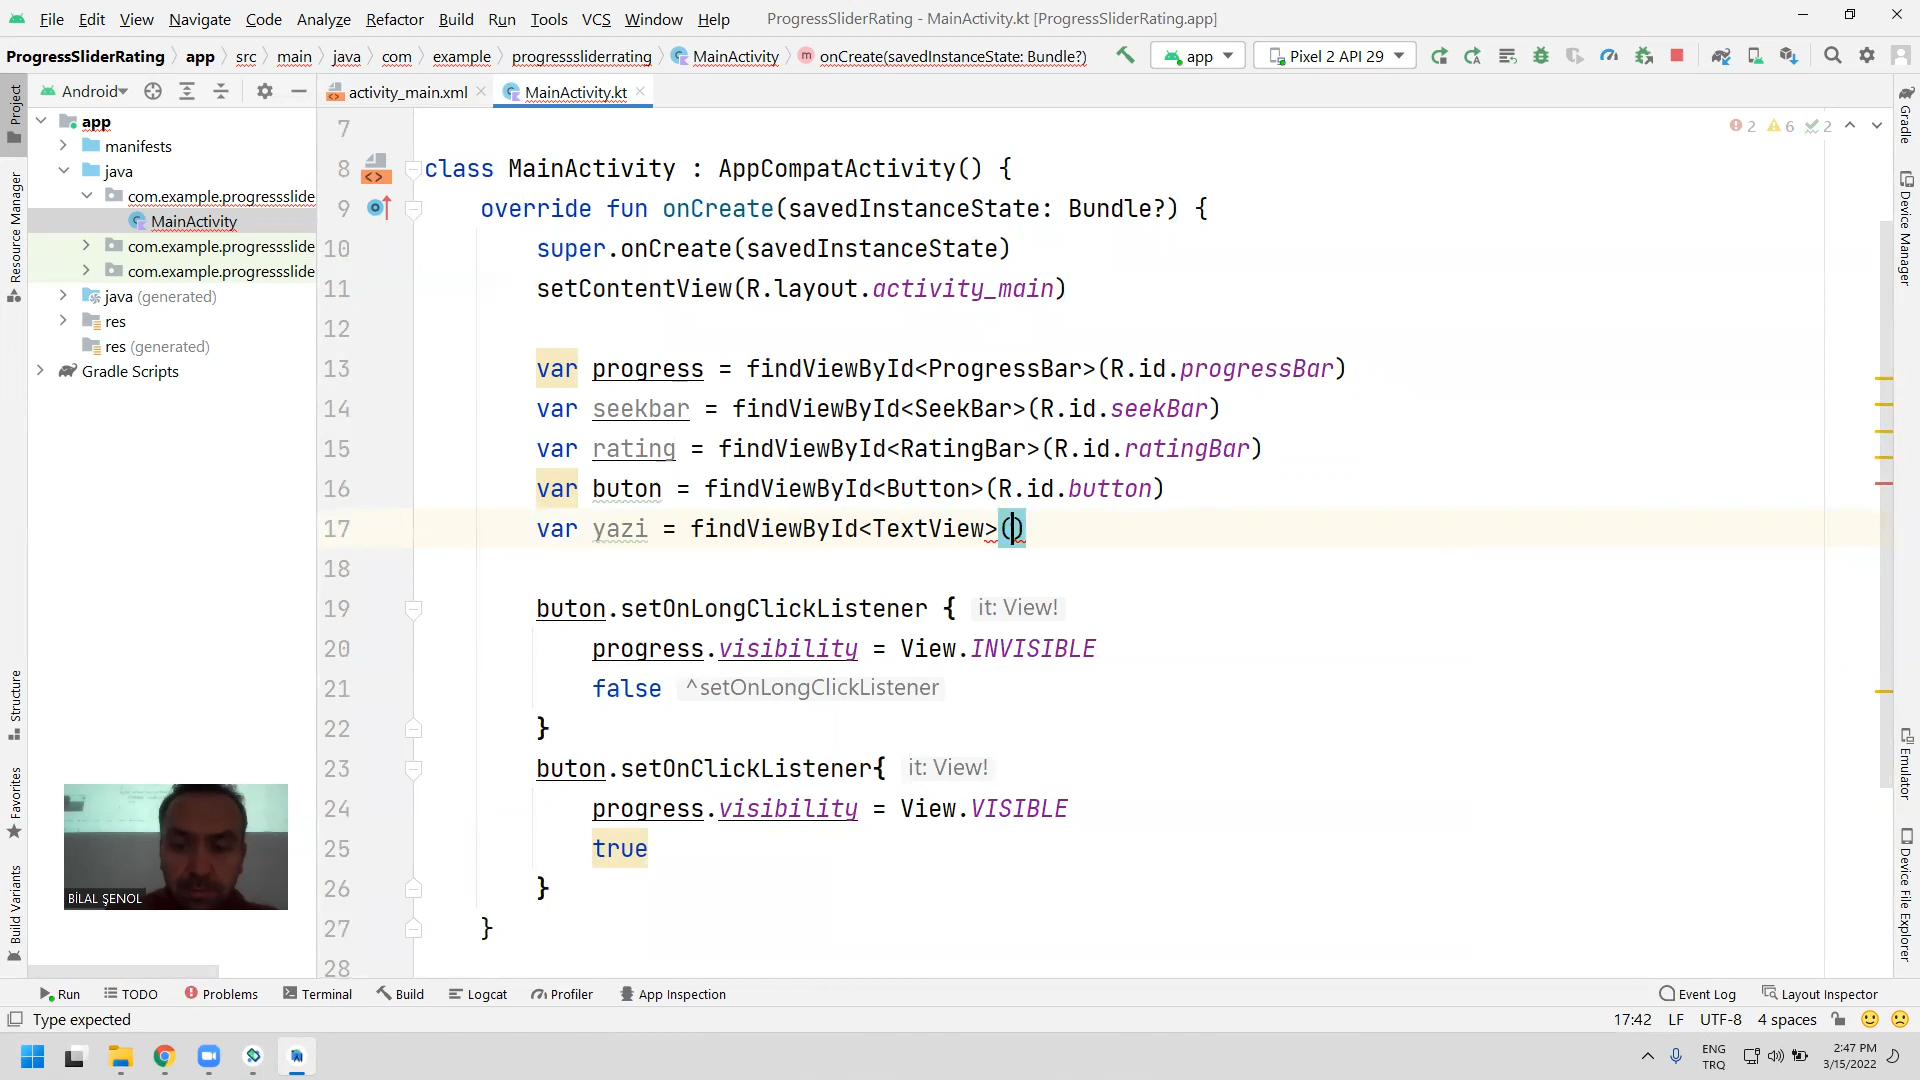 File Edit View Navigate Code Analyze Refactor Build Run Tools VCS Window Help ProgressSliderRating - MainActivity.kt [ProgressSliderRating.app]
ProgressSliderRating app src main java com example progresssliderrating MainActivity onCreate(savedInstanceState: Bundle?) app Pixel 2 API 29
Android activity_main.xml MainActivity.kt
Project
Resource Manager
Structure
Favorites
Build Variants
app
manifests
java
com.example.progressslide
MainActivity
com.example.progressslide
com.example.progressslide
java (generated)
res
res (generated)
Gradle Scripts
2 6 2
7
8 class MainActivity : AppCompatActivity() {
9 override fun onCreate(savedInstanceState: Bundle?) {
10 super.onCreate(savedInstanceState)
11 setContentView(R.layout.activity_main)
12
13 var progress = findViewById<ProgressBar>(R.id.progressBar)
14 var seekbar = findViewById<SeekBar>(R.id.seekBar)
15 var rating = findViewById<RatingBar>(R.id.ratingBar)
16 var buton = findViewById<Button>(R.id.button)
17 var yazi = findViewById<TextView>()
18
19 buton.setOnLongClickListener { it: View!
20 progress.visibility = View.INVISIBLE
21 false ^setOnLongClickListener
22 }
23 buton.setOnClickListener{ it: View!
24 progress.visibility = View.VISIBLE
25 true
26 }
27 }
28
Gradle
Device Manager
Emulator
Device File Explorer
BİLAL ŞENOL
Run TODO Problems Terminal Build Logcat Profiler App Inspection Event Log Layout Inspector
Type expected 17:42 LF UTF-8 4 spaces
ENG
TRQ
2:47 PM
3/15/2022